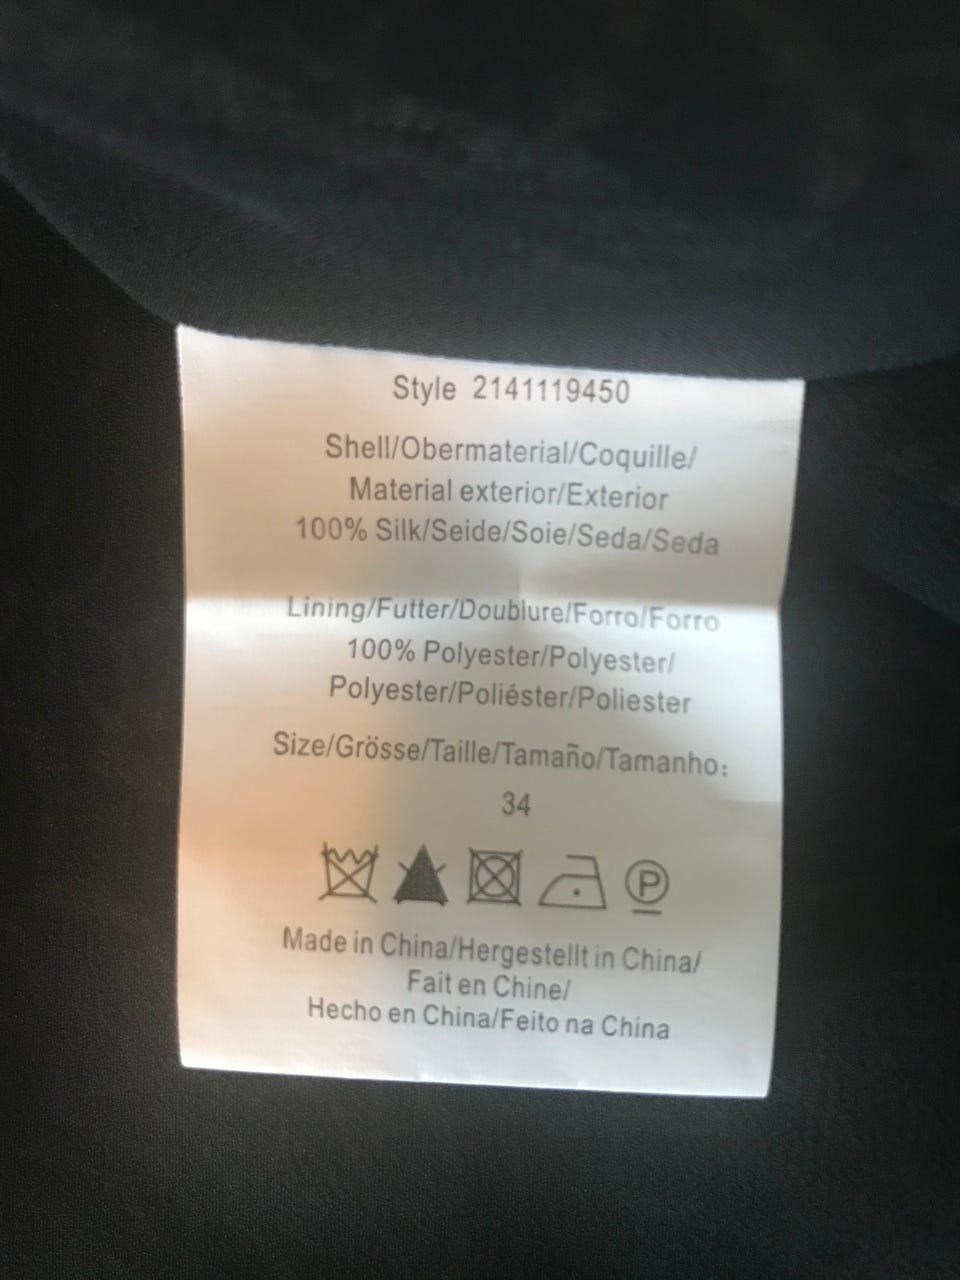 Style 2141119450
Shell/Obermaterial/Coquille/
Material exterior/Exterior
100% Silk/Seide/Soie/Seda/Seda
Lining/Futter/Doublure/Forro/Forro
100% Polyester/Polyester/
Polyester/Poliéster/Poliester
Size/Grösse/Taille/Tamaño/Tamanho:
34
P
Made in China/Hergestellt in China/
Fait en Chine/
Hecho en China/Feito na China